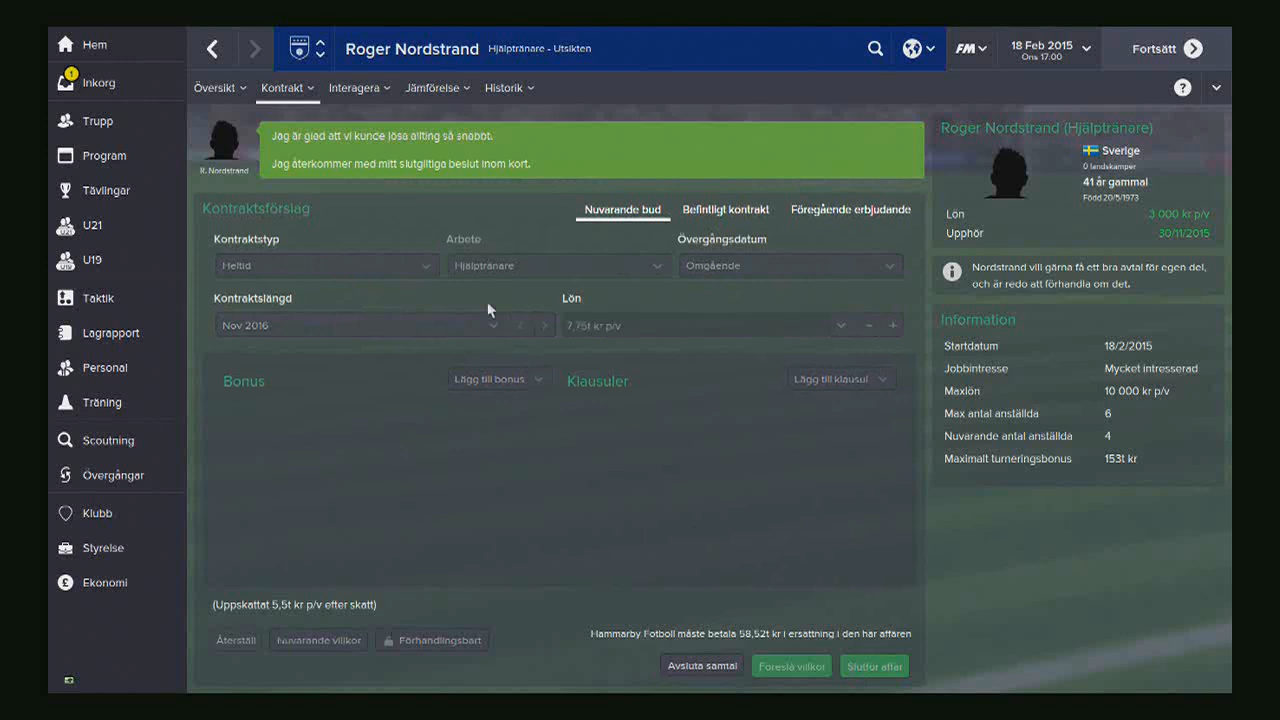 Hem
Roger Nordstrand Hjälptränare - Utsikten
FM
18 Feb 2015
Ons 17:00
Fortsätt
1
Inkorg
Översikt
Kontrakt
Interagera
Jämförelse
Historik
?
Trupp
Program
Tävlingar
U21
U19
Taktik
Lagrapport
Personal
Träning
Scoutning
Övergångar
Klubb
Styrelse
Ekonomi
Jag är glad att vi kunde lösa allting så snabbt.
Jag återkommer med mitt slutgiltiga beslut inom kort.
R. Nordstrand
Kontraktsförslag
Nuvarande bud
Befintligt kontrakt
Föregående erbjudande
Kontraktstyp
Arbete
Övergångsdatum
Heltid
Hjälptränare
Omgående
Kontraktslängd
Lön
Nov 2016
7,75t kr p/v
Bonus
Lägg till bonus
Klausuler
Lägg till klausul
(Uppskattat 5,5t kr p/v efter skatt)
Återställ
Nuvarande villkor
Förhandlingsbart
Hammarby Fotboll måste betala 58,52t kr i ersättning i den här affären
Avsluta samtal
Föreslå villkor
Slutför affär
Roger Nordstrand (Hjälptränare)
Sverige
0 landskamper
41 år gammal
Född 20/5/1973
Lön 3 000 kr p/v
Upphör 30/11/2015
Nordstrand vill gärna få ett bra avtal för egen del,
och är redo att förhandla om det.
Information
Startdatum 18/2/2015
Jobbintresse Mycket intresserad
Maxlön 10 000 kr p/v
Max antal anställda 6
Nuvarande antal anställda 4
Maximalt turneringsbonus 153t kr